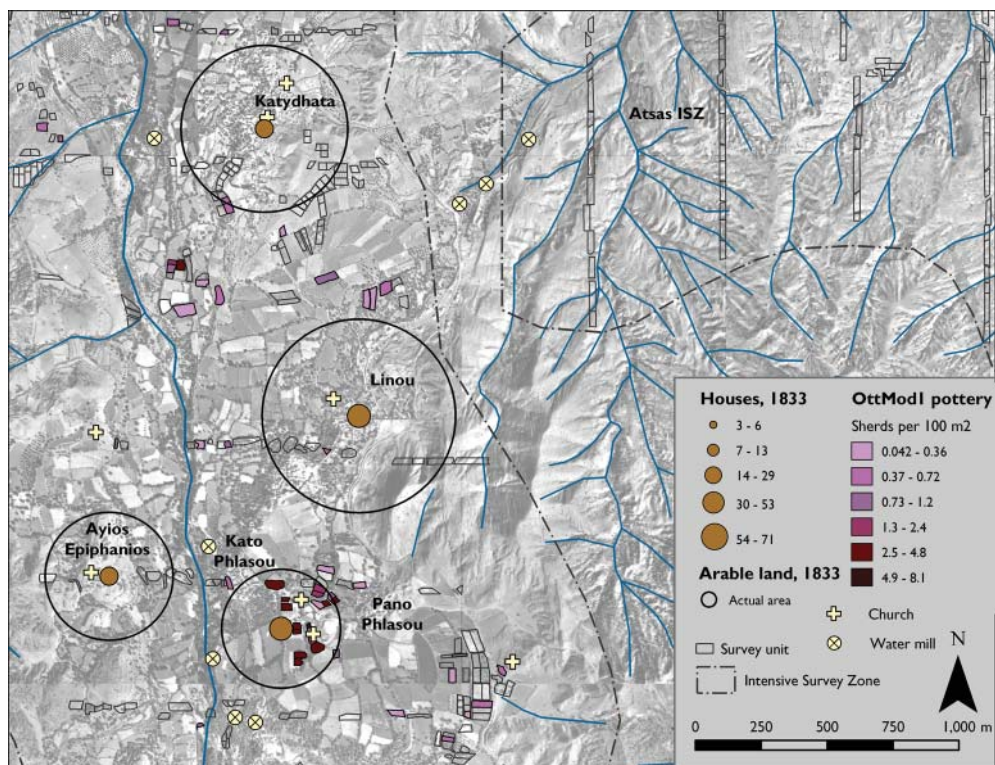 Katydhata
Atsas ISZ
Linou
Ayios
Epiphanios
Kato
Phlasou
Pano
Phlasou
Houses, 1833
3 - 6
7 - 13
14 - 29
30 - 53
54 - 71
Arable land, 1833
Actual area
Survey unit
Intensive Survey Zone
OttMod1 pottery
Sherds per 100 m2
0.042 - 0.36
0.37 - 0.72
0.73 - 1.2
1.3 - 2.4
2.5 - 4.8
4.9 - 8.1
Church
Water mill
N
0 250 500 750 1,000 m